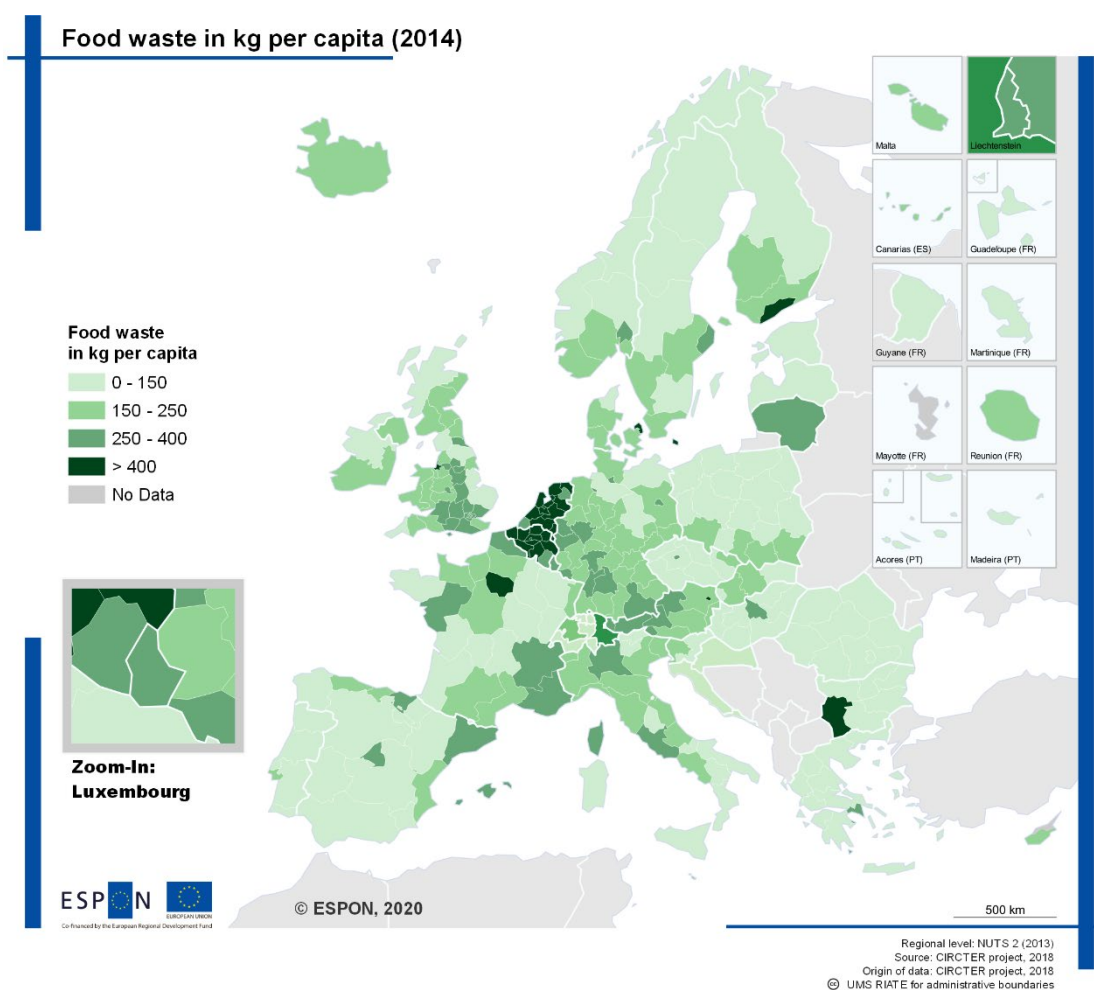 Food waste in kg per capita (2014)
Malta
Liechtenstein
Canarias (ES)
Guadeloupe (FR)
Guyane (FR)
Martinique (FR)
Mayotte (FR)
Reunion (FR)
Acores (PT)
Madeira (PT)
Food waste
in kg per capita
0 - 150
150 - 250
250 - 400
> 400
No Data
Zoom-In:
Luxembourg
ESPON
EUROPEAN UNION
Co-financed by the European Regional Development Fund
© ESPON, 2020
500 km
Regional level: NUTS 2 (2013)
Source: CIRCTER project, 2018
Origin of data: CIRCTER project, 2018
cc UMS RIATE for administrative boundaries